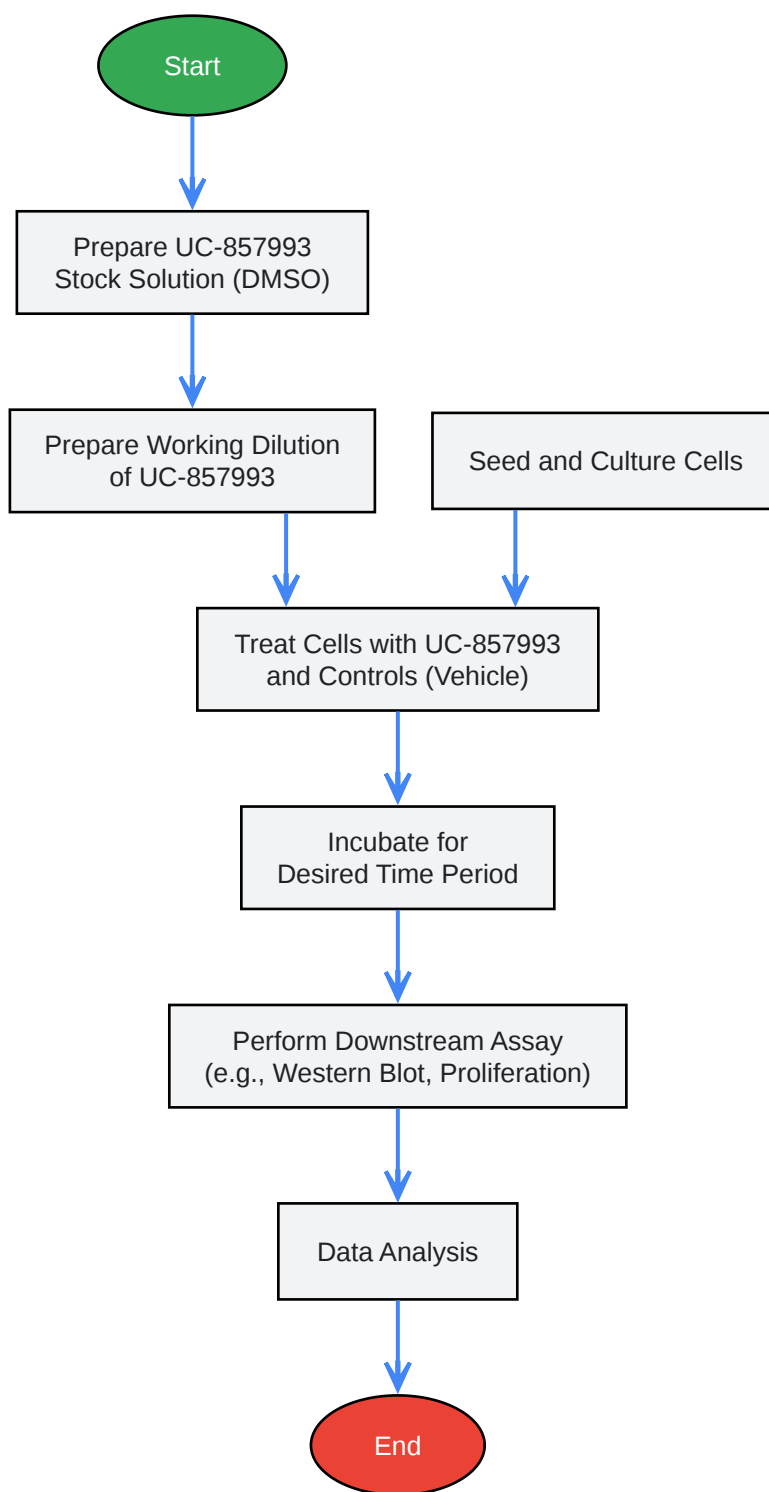 Start
Prepare UC-857993
Stock Solution (DMSO)
Prepare Working Dilution
of UC-857993
Seed and Culture Cells
Treat Cells with UC-857993
and Controls (Vehicle)
Incubate for
Desired Time Period
Perform Downstream Assay
(e.g., Western Blot, Proliferation)
Data Analysis
End